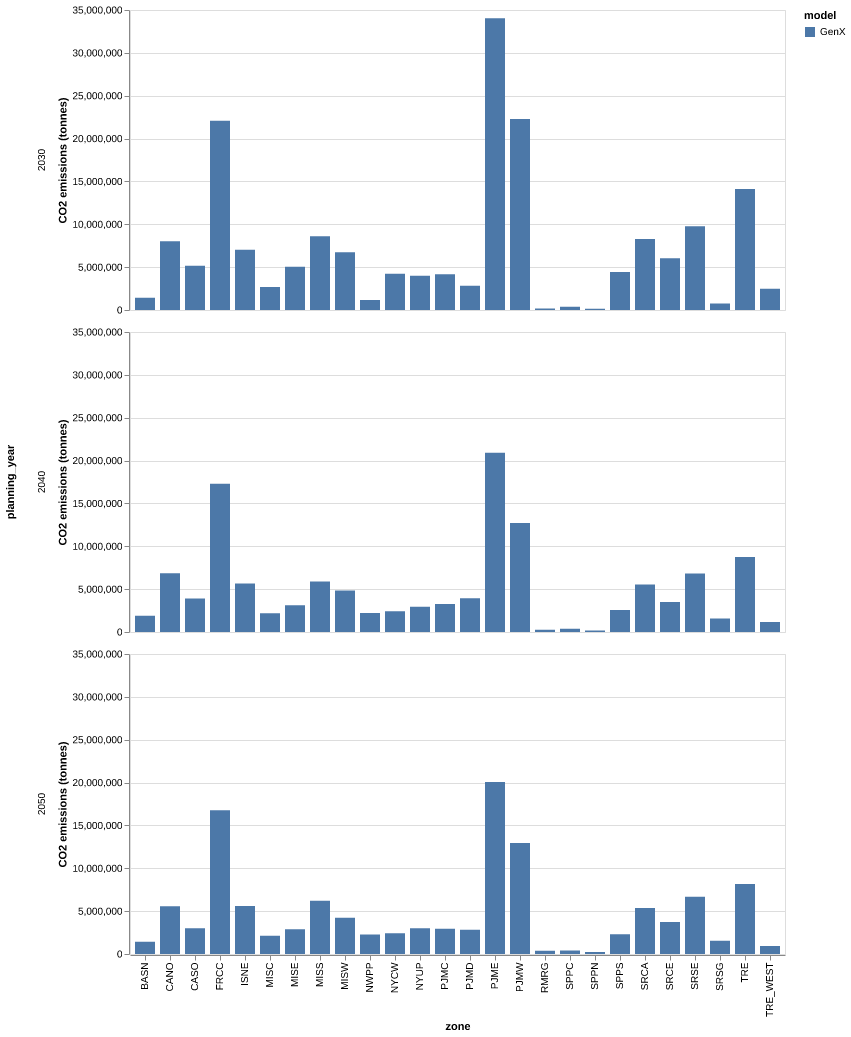 model
GenX
planning_year
2030
CO2 emissions (tonnes)
35,000,000
30,000,000
25,000,000
20,000,000
15,000,000
10,000,000
5,000,000
0
2040
CO2 emissions (tonnes)
35,000,000
30,000,000
25,000,000
20,000,000
15,000,000
10,000,000
5,000,000
0
2050
CO2 emissions (tonnes)
35,000,000
30,000,000
25,000,000
20,000,000
15,000,000
10,000,000
5,000,000
0
BASN
CANO
CASO
FRCC
ISNE
MISC
MISE
MISS
MISW
NWPP
NYCW
NYUP
PJMC
PJMD
PJME
PJMW
RMRG
SPPC
SPPN
SPPS
SRCA
SRCE
SRSE
SRSG
TRE
TRE_WEST
zone